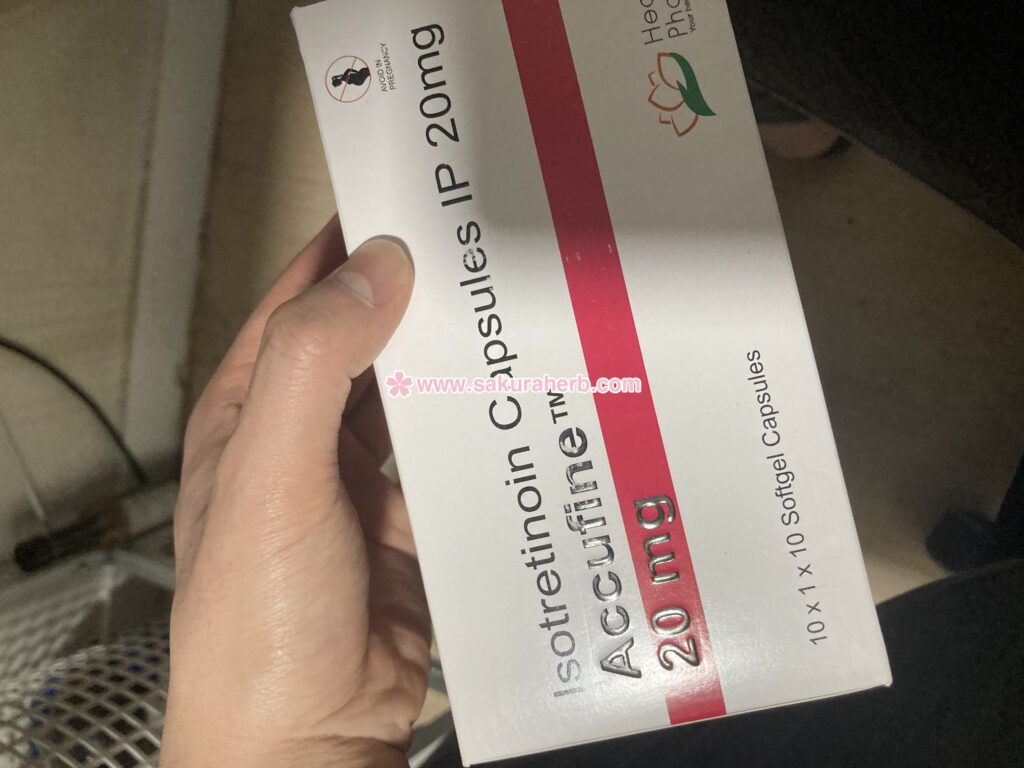 AVOID IN
PREGNANCY
Isotretinoin Capsules IP 20mg
Accufine™
20 mg
10 x 1 x 10 Softgel Capsules
www.sakuraherb.com